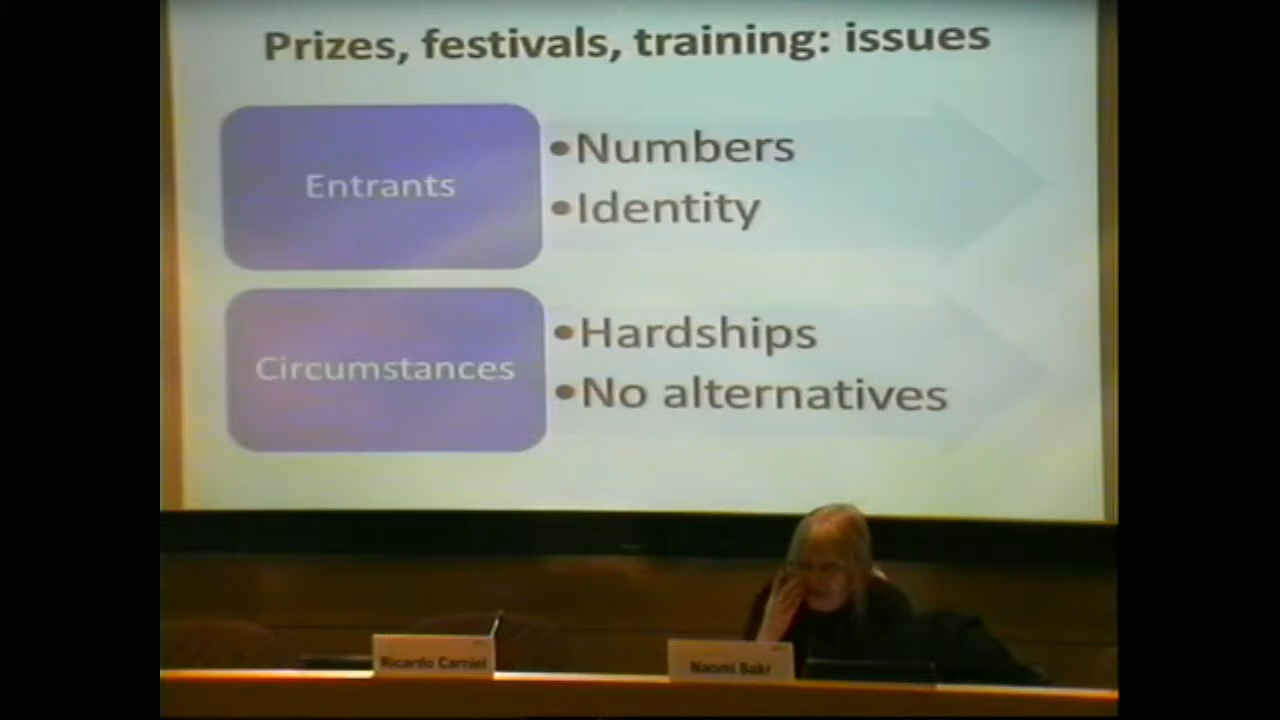 Prizes, festivals, training: issues
Entrants
•Numbers
•Identity
Circumstances
•Hardships
•No alternatives
Ricardo Carniel
Naomi Sakr